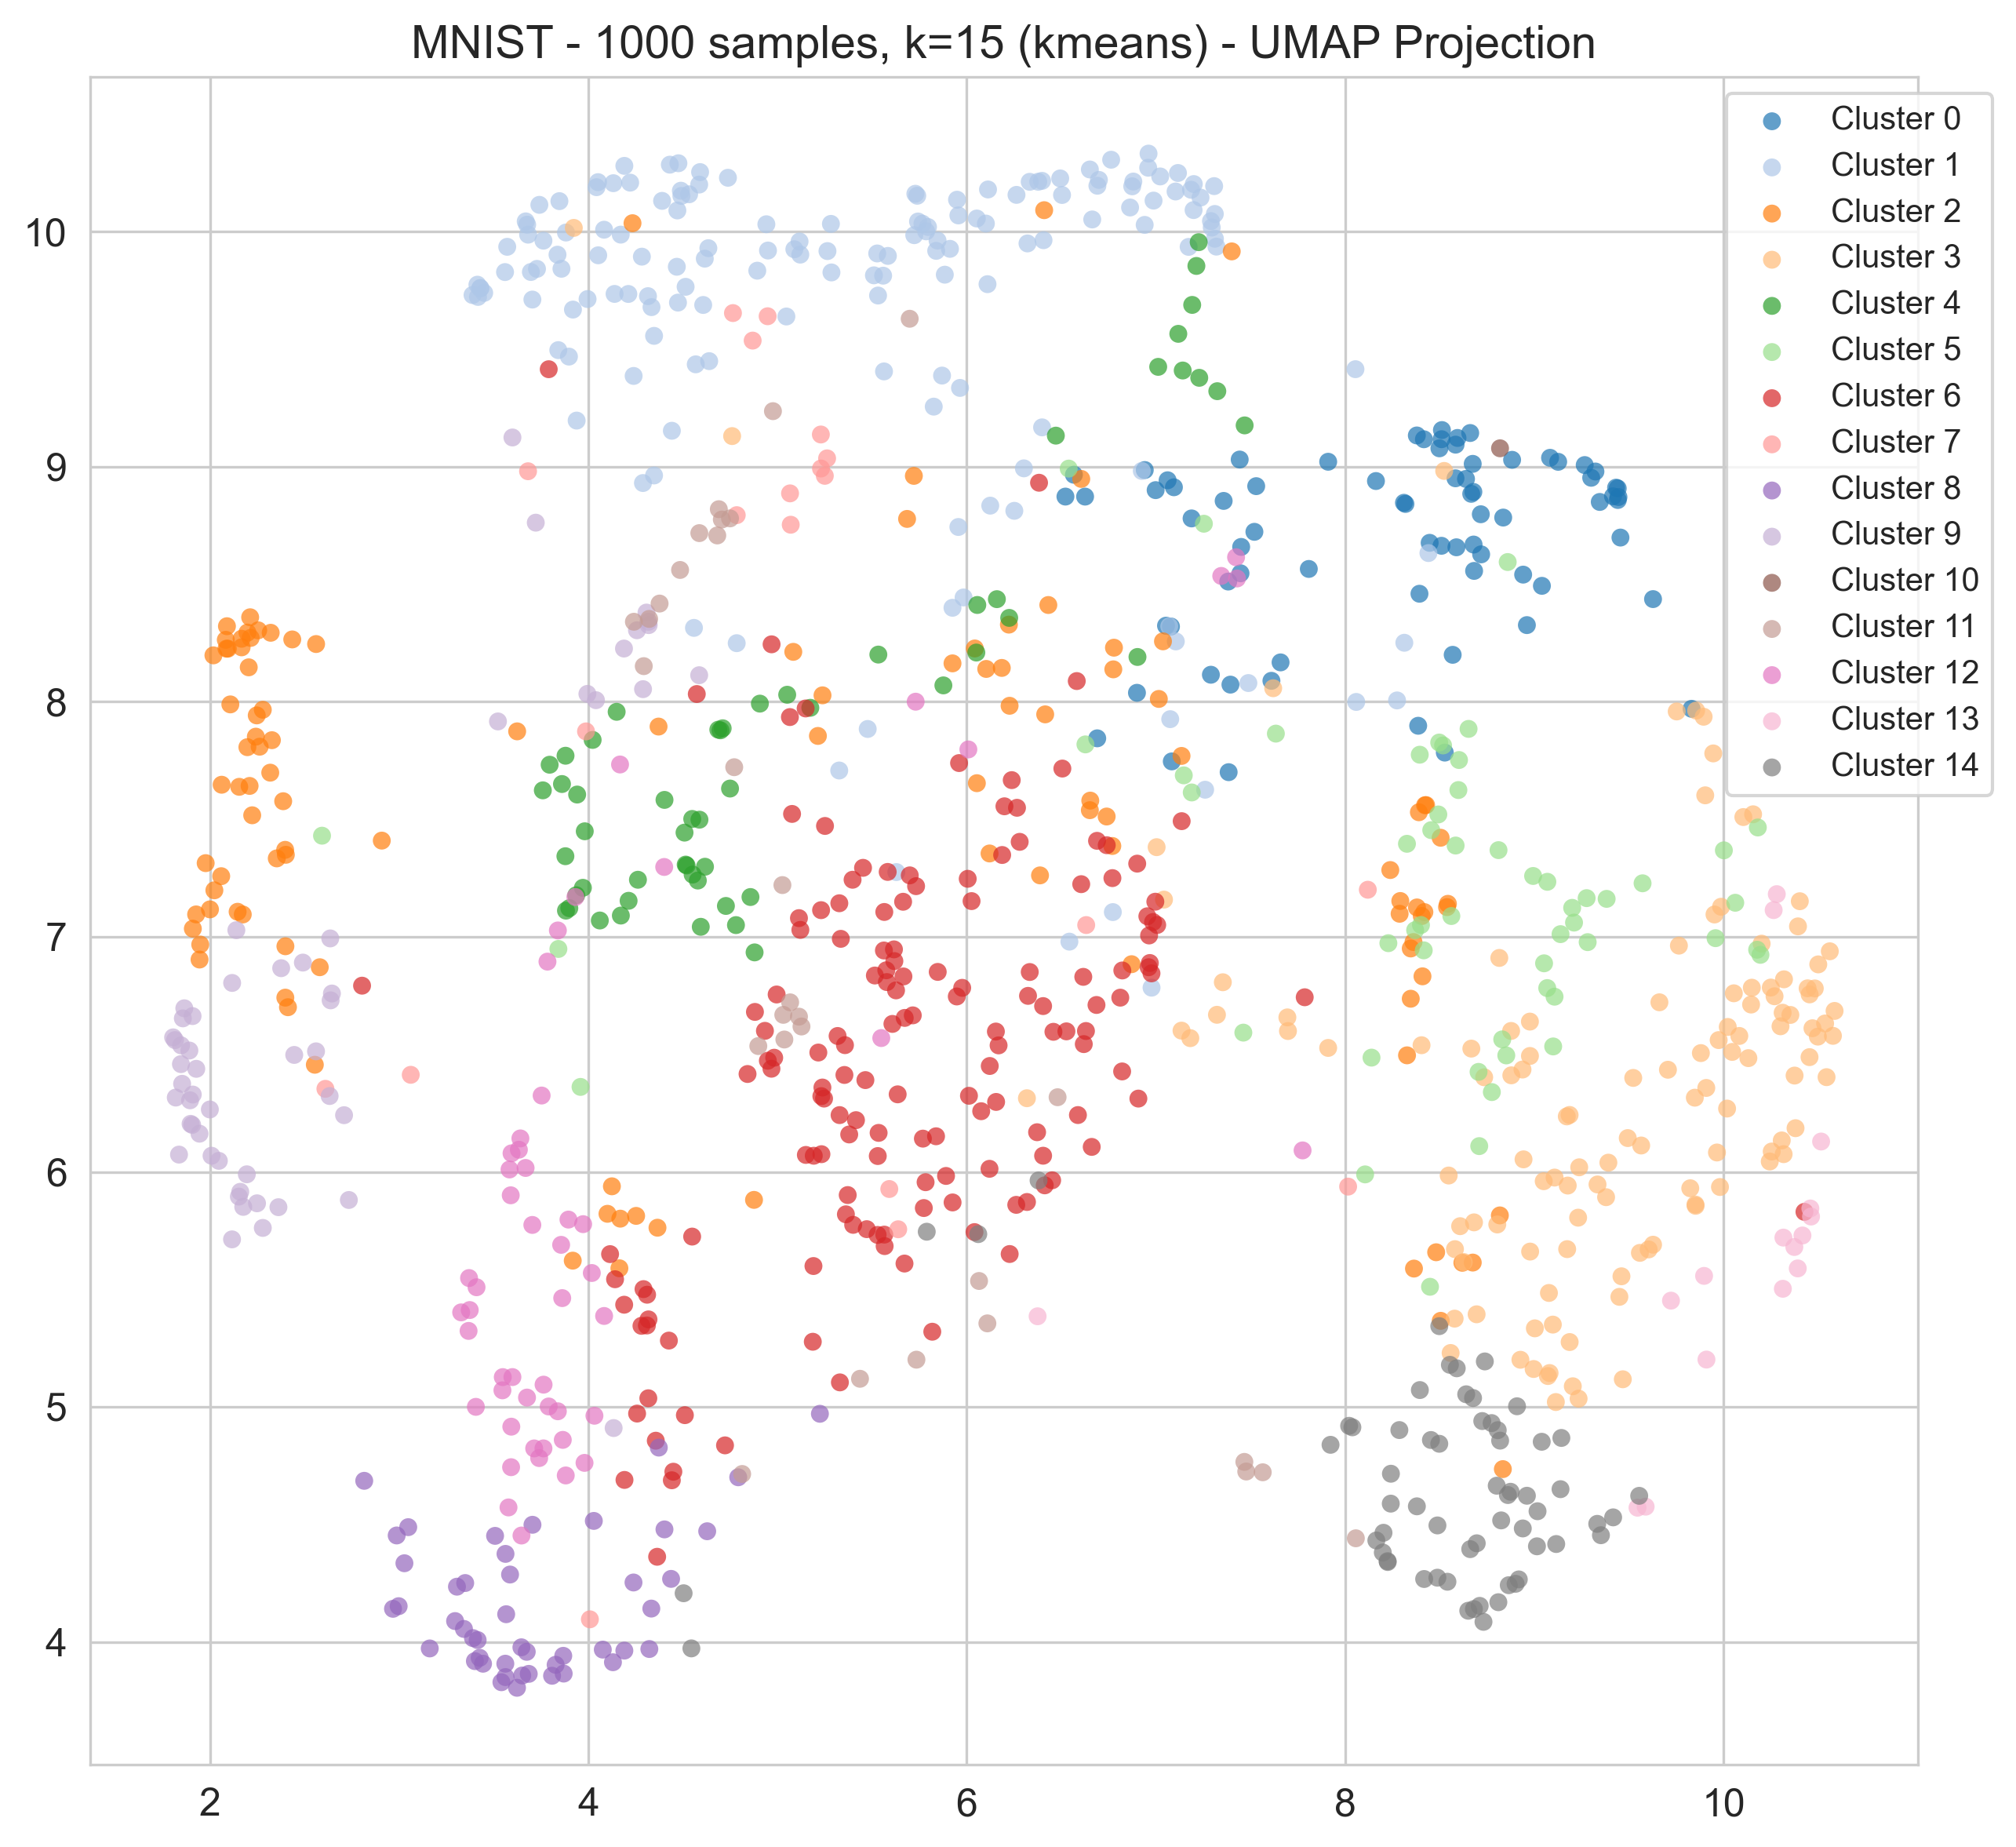 MNIST - 1000 samples, k=15 (kmeans) - UMAP Projection
Cluster 0
Cluster 1
Cluster 2
Cluster 3
Cluster 4
Cluster 5
Cluster 6
Cluster 7
Cluster 8
Cluster 9
Cluster 10
Cluster 11
Cluster 12
Cluster 13
Cluster 14
10
9
8
7
6
5
4
2 4 6 8 10